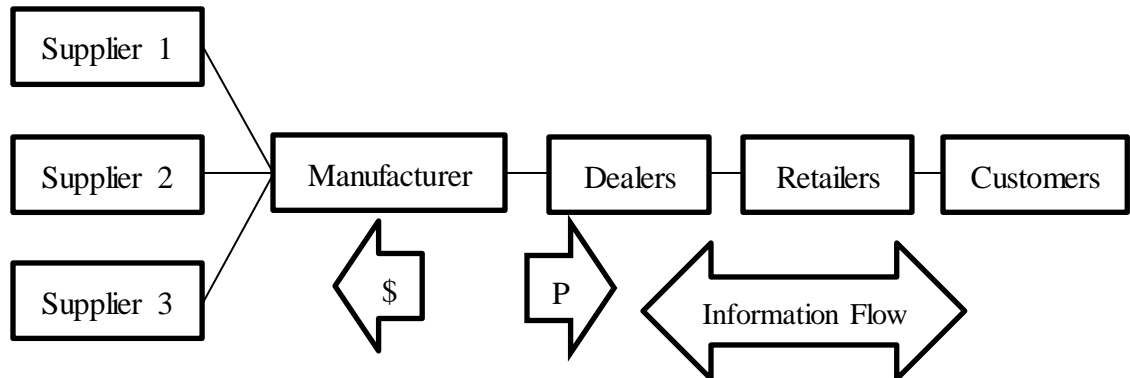 Supplier 1
Supplier 2
Manufacturer
Dealers
Retailers
Customers
Supplier 3
$
P
Information Flow